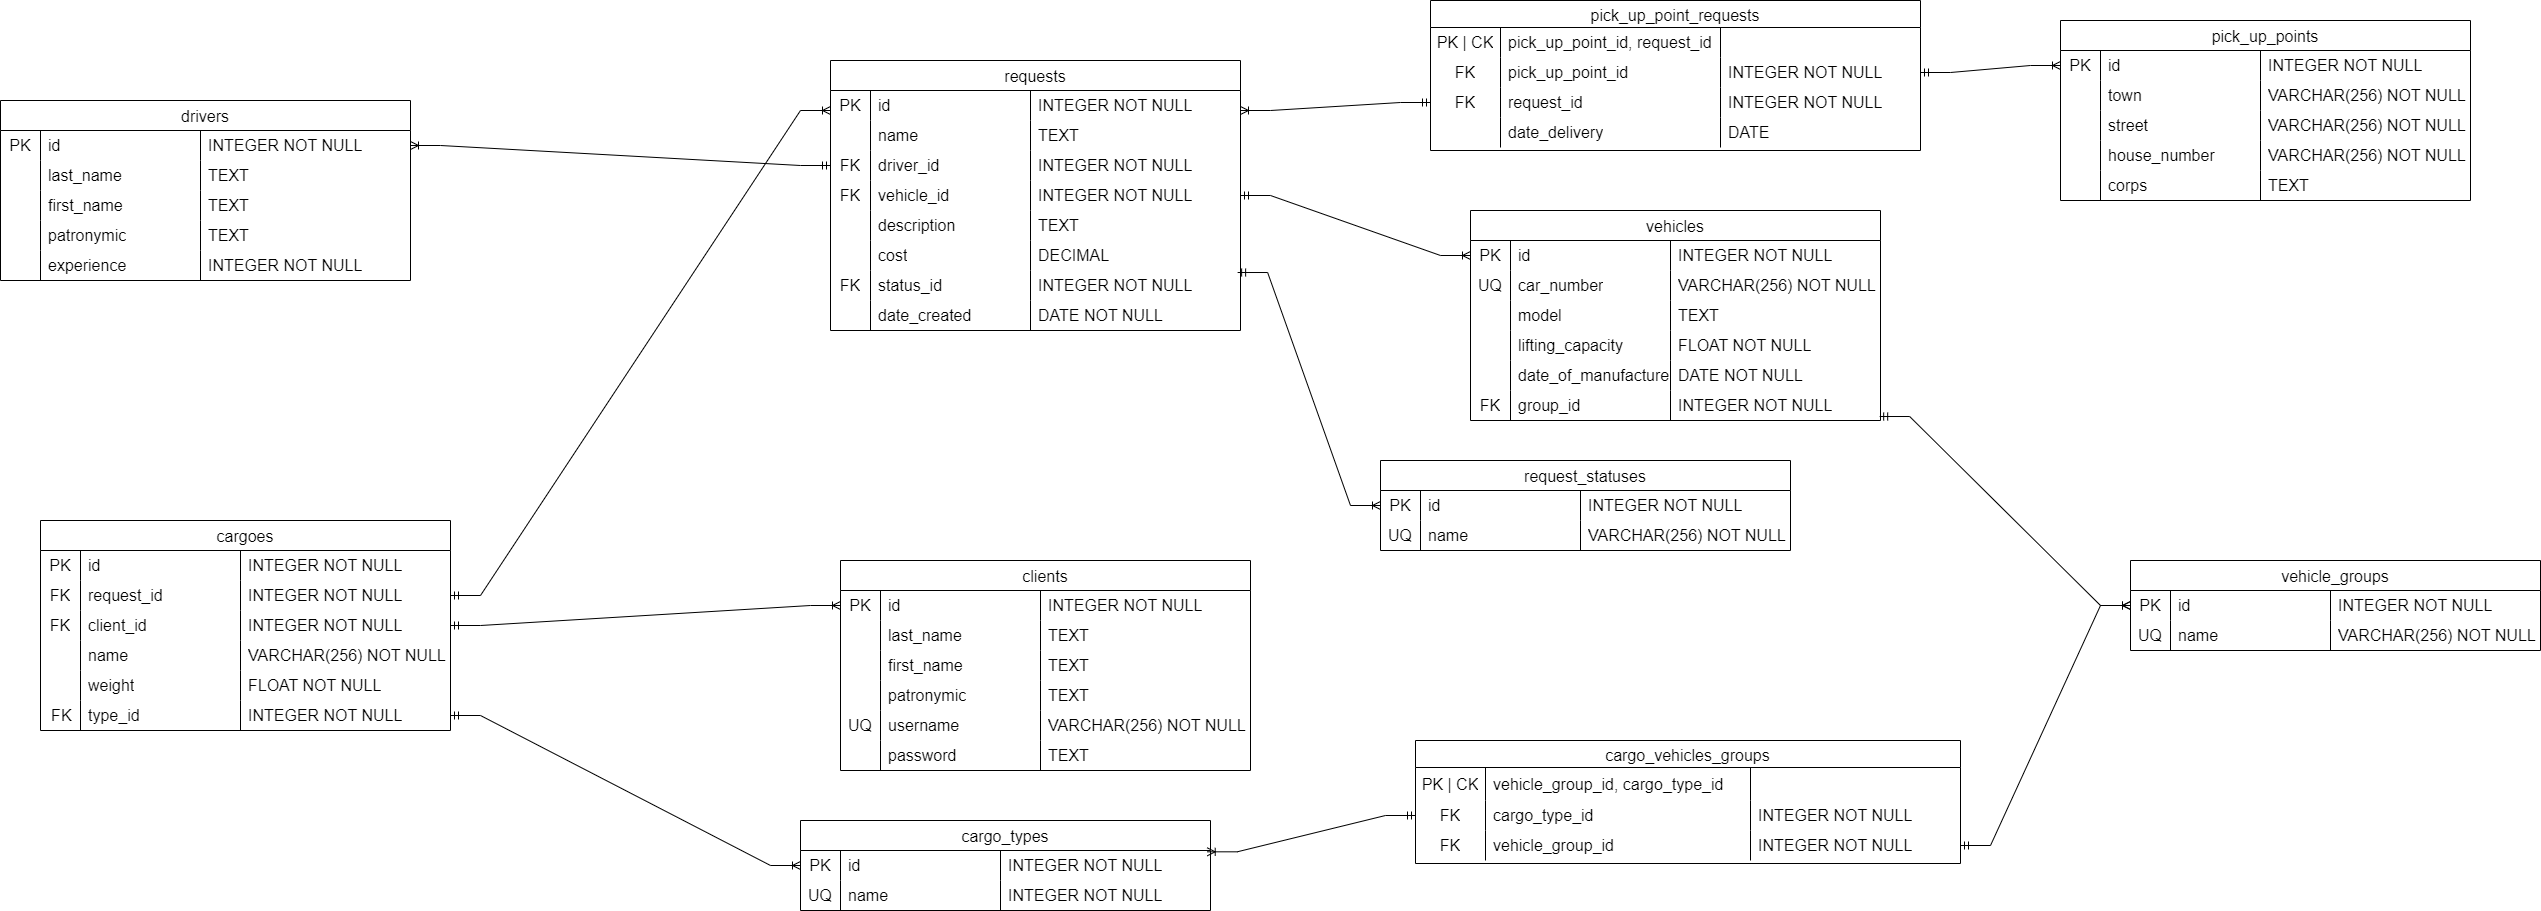 drivers
PK id INTEGER NOT NULL
last_name TEXT
first_name TEXT
patronymic TEXT
experience INTEGER NOT NULL
requests
PK id INTEGER NOT NULL
name TEXT
FK driver_id INTEGER NOT NULL
FK vehicle_id INTEGER NOT NULL
description TEXT
cost DECIMAL
FK status_id INTEGER NOT NULL
date_created DATE NOT NULL
pick_up_point_requests
PK | CK pick_up_point_id, request_id
FK pick_up_point_id INTEGER NOT NULL
FK request_id INTEGER NOT NULL
date_delivery DATE
pick_up_points
PK id INTEGER NOT NULL
town VARCHAR(256) NOT NULL
street VARCHAR(256) NOT NULL
house_number VARCHAR(256) NOT NULL
corps TEXT
vehicles
PK id INTEGER NOT NULL
UQ car_number VARCHAR(256) NOT NULL
model TEXT
lifting_capacity FLOAT NOT NULL
date_of_manufacture DATE NOT NULL
FK group_id INTEGER NOT NULL
request_statuses
PK id INTEGER NOT NULL
UQ name VARCHAR(256) NOT NULL
cargoes
PK id INTEGER NOT NULL
FK request_id INTEGER NOT NULL
FK client_id INTEGER NOT NULL
name VARCHAR(256) NOT NULL
weight FLOAT NOT NULL
FK type_id INTEGER NOT NULL
clients
PK id INTEGER NOT NULL
last_name TEXT
first_name TEXT
patronymic TEXT
UQ username VARCHAR(256) NOT NULL
password TEXT
vehicle_groups
PK id INTEGER NOT NULL
UQ name VARCHAR(256) NOT NULL
cargo_vehicles_groups
PK | CK vehicle_group_id, cargo_type_id
FK cargo_type_id INTEGER NOT NULL
FK vehicle_group_id INTEGER NOT NULL
cargo_types
PK id INTEGER NOT NULL
UQ name INTEGER NOT NULL